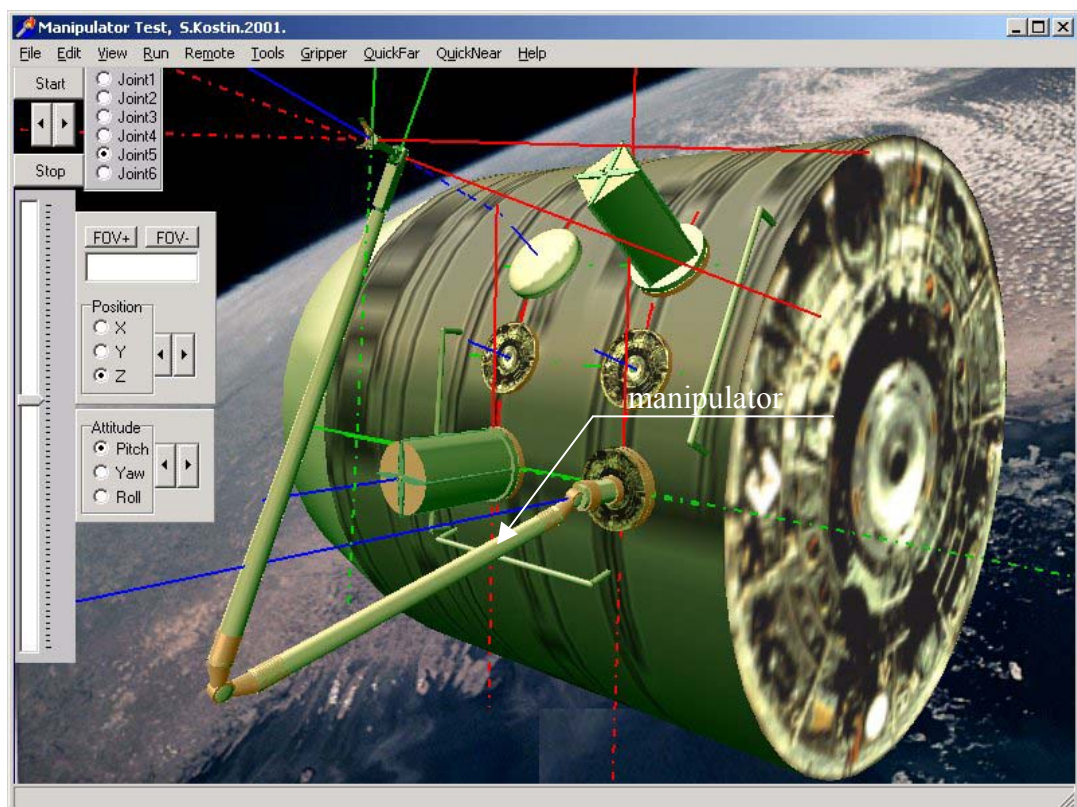 Manipulator Test, S.Kostin.2001.
File Edit View Run Remote Tools Gripper QuickFar QuickNear Help
Start
Joint1
Joint2
Joint3
Joint4
Joint5
Joint6
Stop
FOV+ FOV-
Position
X
Y
Z
Attitude
Pitch
Yaw
Roll
manipulator